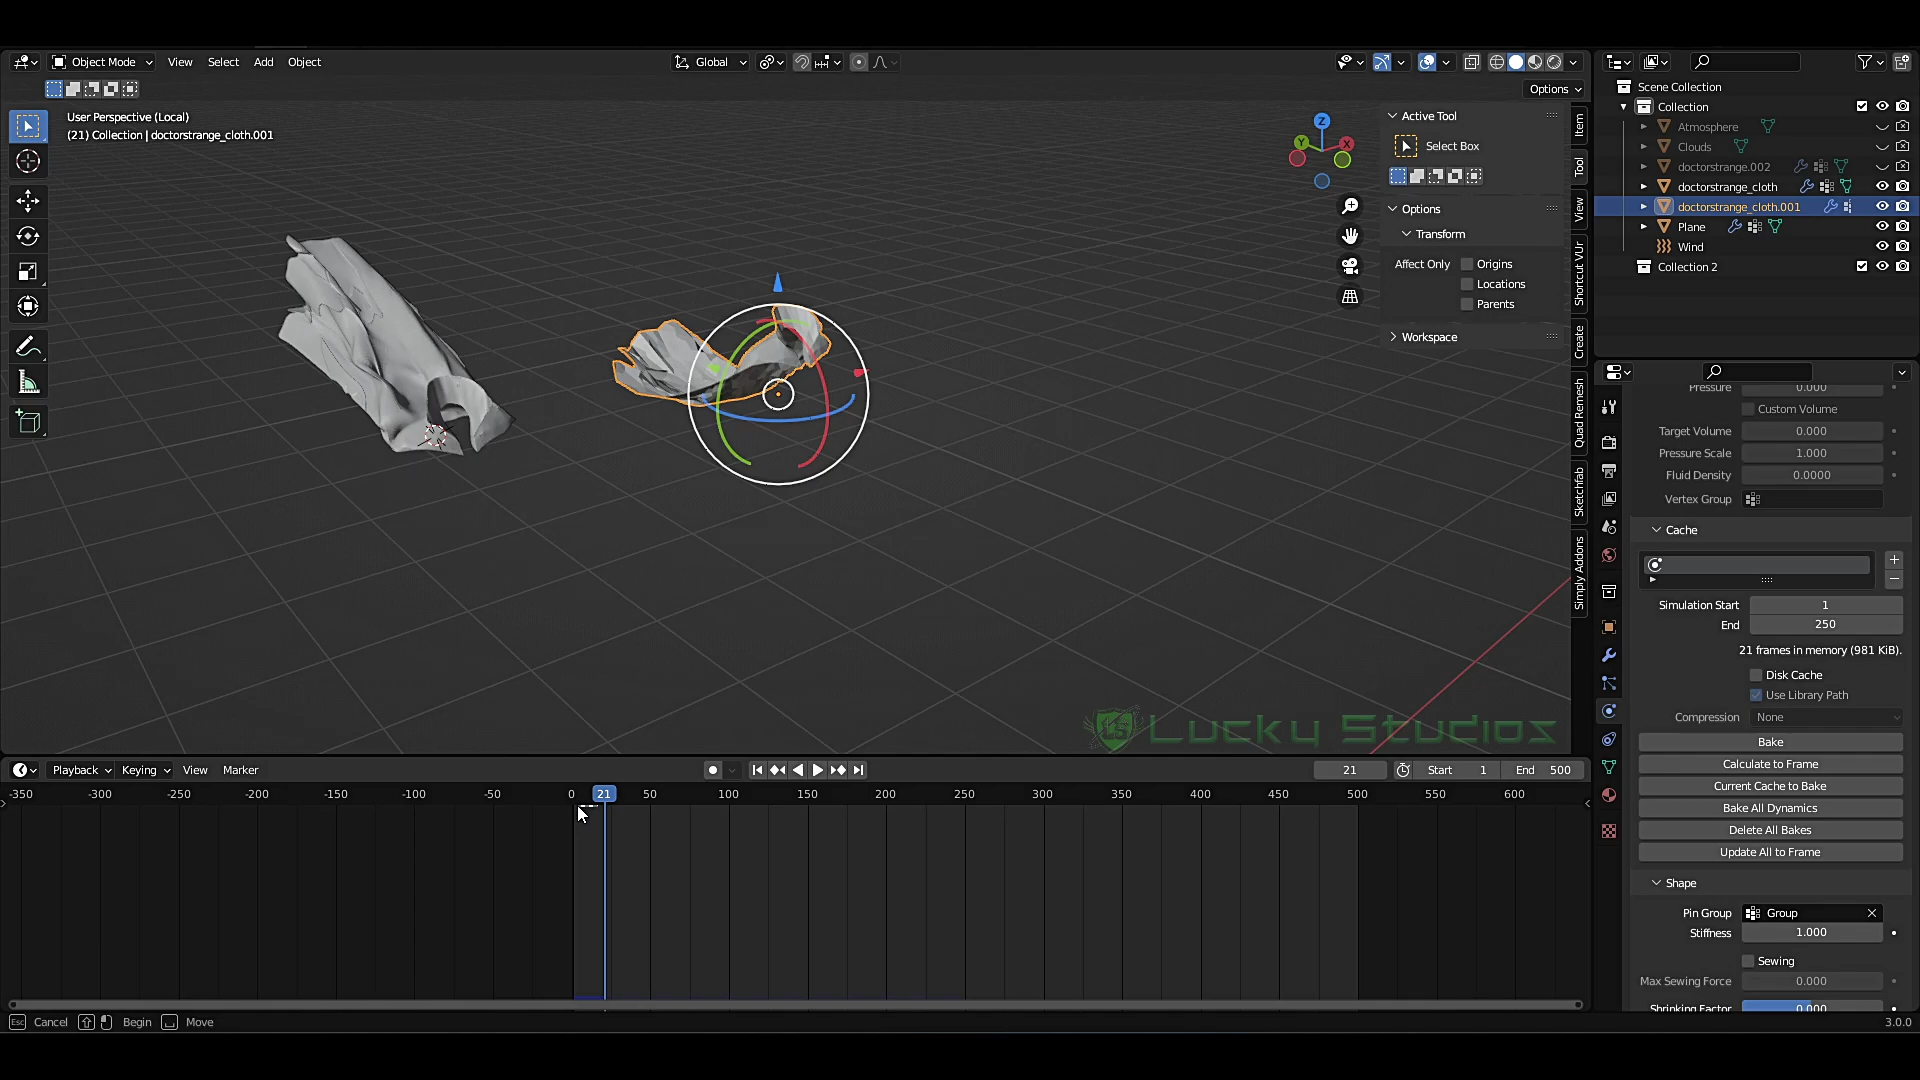 Object Mode View Select Add Object Global
Options
User Perspective (Local)
(21) Collection | doctorstrange_cloth.001
Z
Y
X
Active Tool
Select Box
Options
Transform
Affect Only Origins
Locations
Parents
Workspace
Item
Tool
View
Shortcut VUr
Create
Quad Remesh
Sketchfab
Simply Addons
Scene Collection
Collection
Atmosphere
Clouds
doctorstrange.002
doctorstrange_cloth
doctorstrange_cloth.001
Plane
Wind
Collection 2
Pressure 0.000
Custom Volume
Target Volume 0.000
Pressure Scale 1.000
Fluid Density 0.0000
Vertex Group
Cache
Simulation Start 1
End 250
21 frames in memory (981 KiB).
Disk Cache
Use Library Path
Compression None
Bake
Calculate to Frame
Current Cache to Bake
Bake All Dynamics
Delete All Bakes
Update All to Frame
Shape
Pin Group Group
Stiffness 1.000
Sewing
Max Sewing Force 0.000
Shrinking Factor 0.000
Lucky Studios
Playback Keying View Marker 21 Start 1 End 500
-350 -300 -250 -200 -150 -100 -50 0 21 50 100 150 200 250 300 350 400 450 500 550 600
Esc Cancel Begin Move 3.0.0